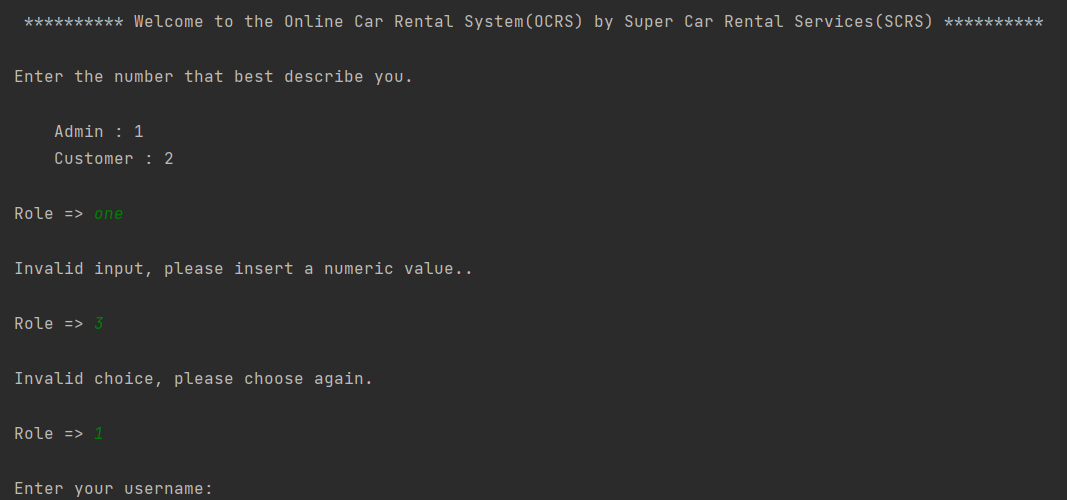 ********** Welcome to the Online Car Rental System(OCRS) by Super Car Rental Services(SCRS) **********
Enter the number that best describe you.
Admin : 1
Customer : 2
Role => one
Invalid input, please insert a numeric value..
Role => 3
Invalid choice, please choose again.
Role => 1
Enter your username: